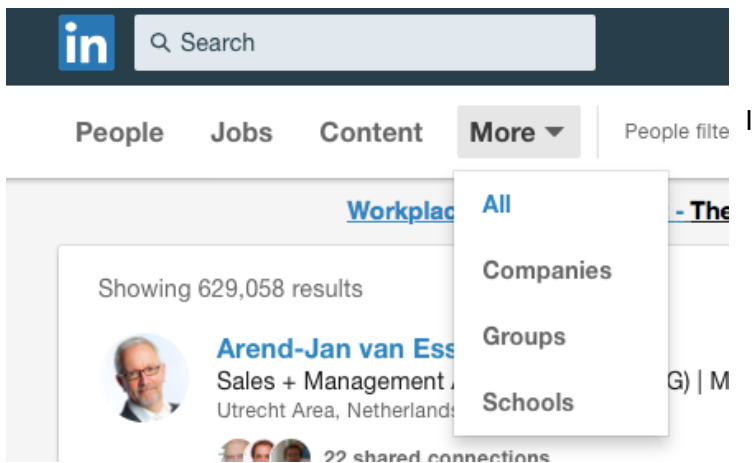 in Search
People Jobs Content More People filte I
Workplac - The
All
Companies
Showing 629,058 results
Groups
Arend-Jan van Ess
Sales + Management G) | M
Utrecht Area, Netherlands
Schools
22 shared connections